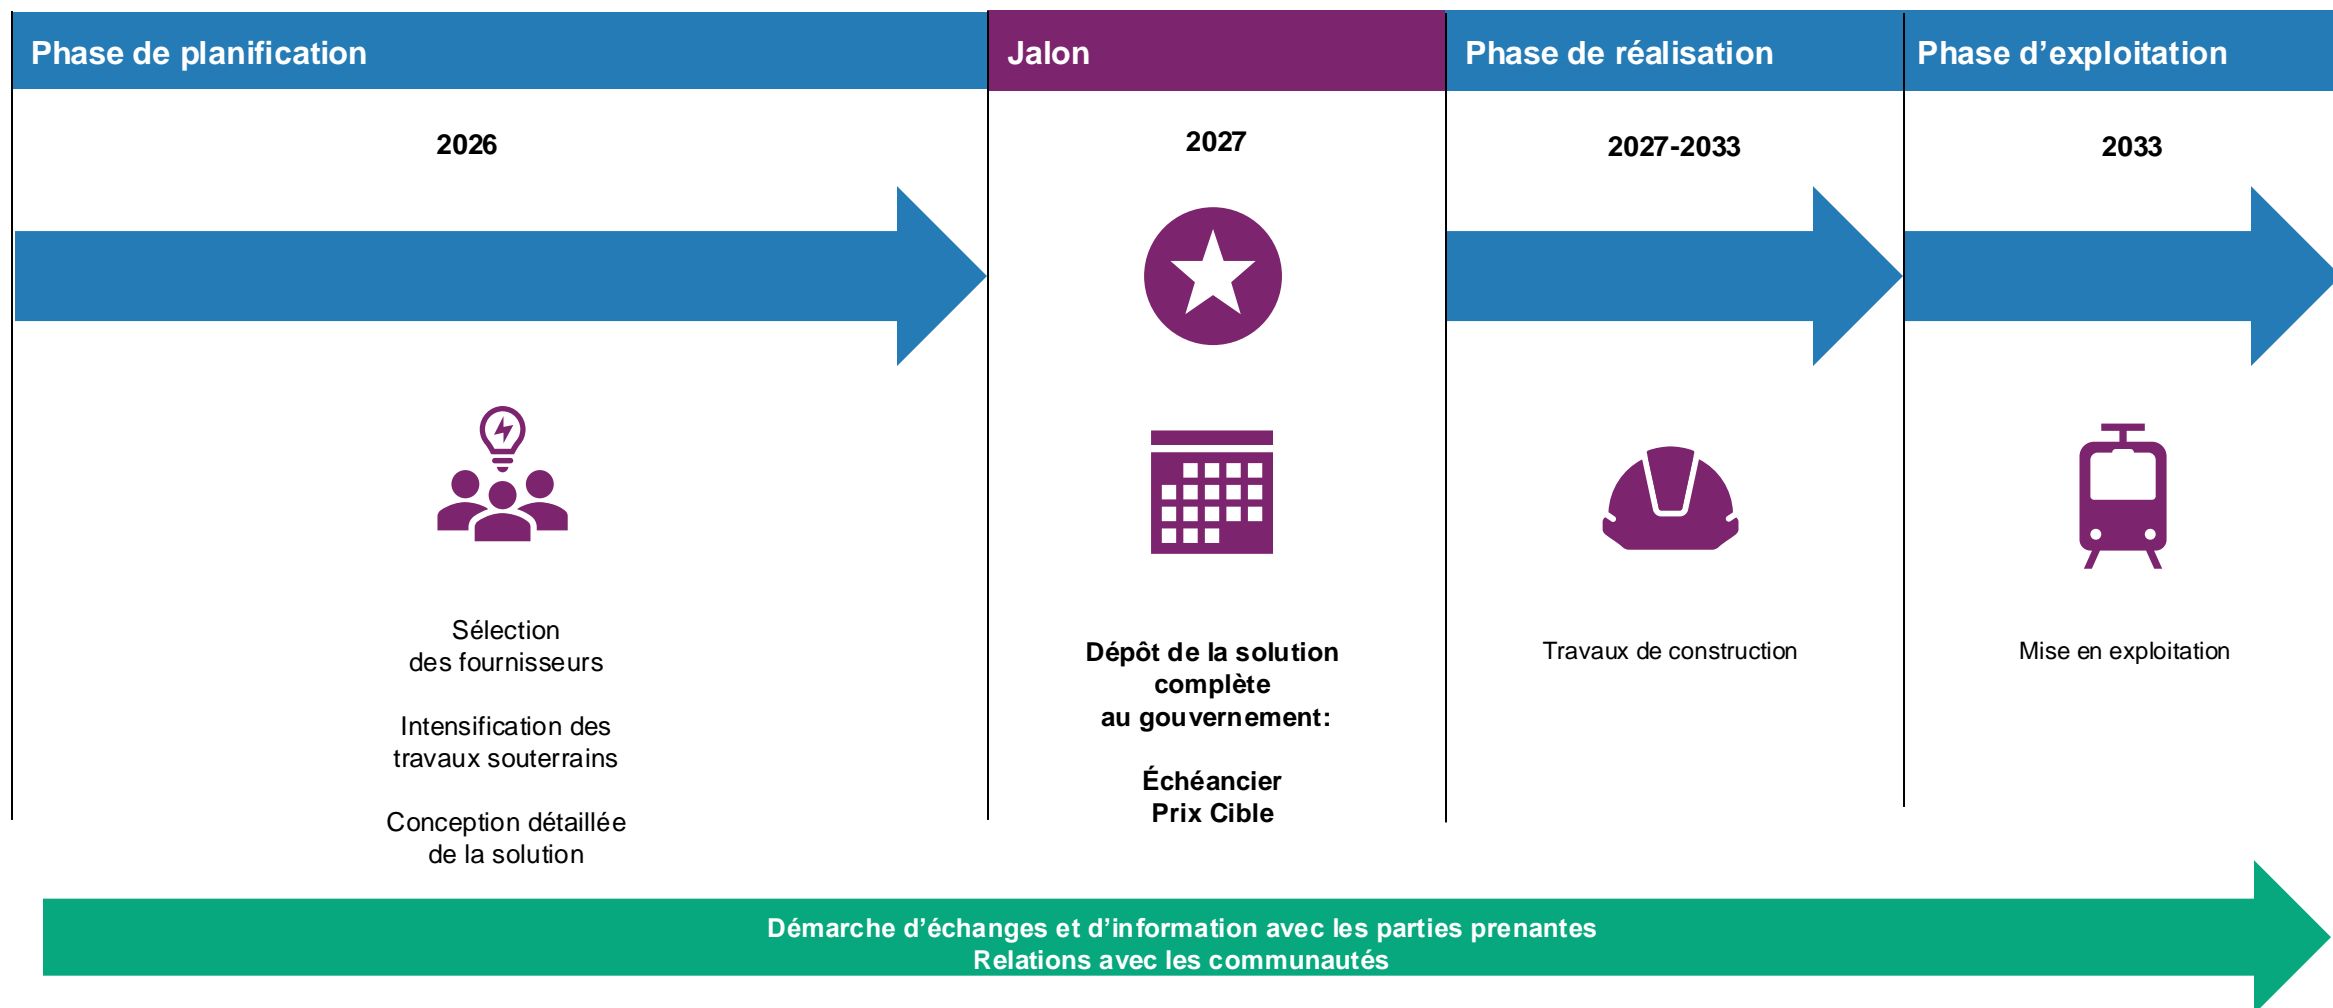 Phase de planification
Jalon
Phase de réalisation
Phase d’exploitation
2026
2027
2027-2033
2033
Sélection
des fournisseurs
Intensification des
travaux souterrains
Conception détaillée
de la solution
Dépôt de la solution
complète
au gouvernement:
Échéancier
Prix Cible
Travaux de construction
Mise en exploitation
Démarche d’échanges et d’information avec les parties prenantes
Relations avec les communautés